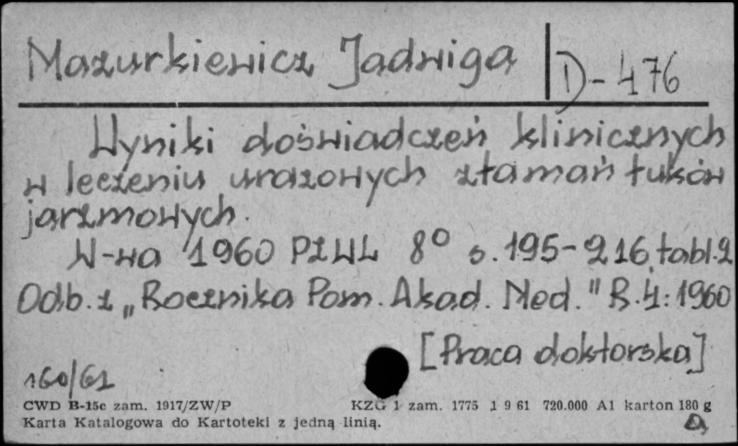 Mazurkiewicz Jadwiga D-476
Wyniki doświadczeń klinicznych
w leczeniu urazowych złamań łuków
jarzmowych.
W-wa 1960 PZWL 8° s. 195-216, tabl. 2
Odb. z „Rocznika Pom. Akad. Med." R. 4: 1960
[Praca doktorska]
160/61
CWD B-15c zam. 1917/ZW/P KZG 1 zam. 1775 1 9 61 720.000 A1 karton 180 g
Karta Katalogowa do Kartoteki z jedną linią.